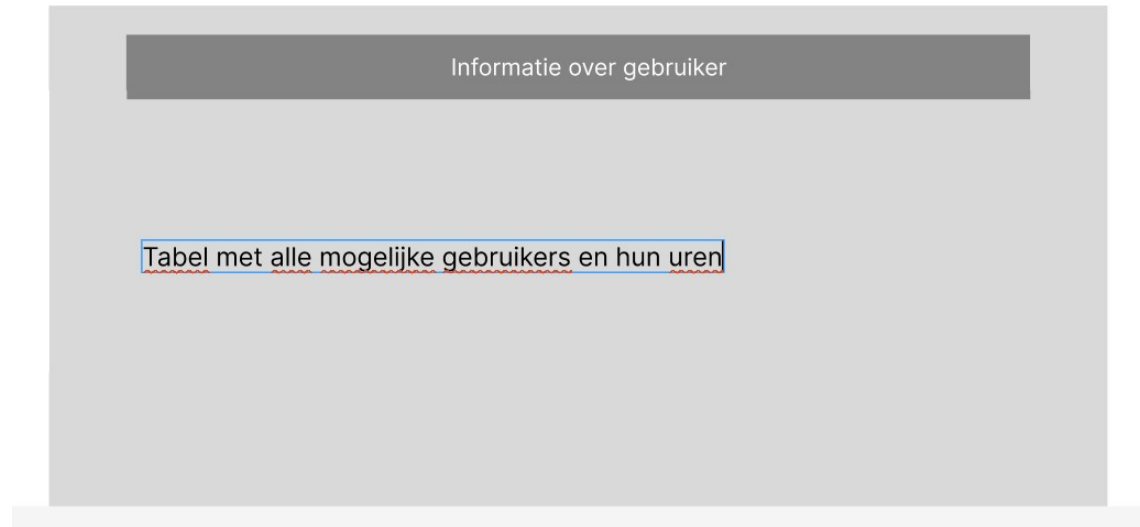 Informatie over gebruiker
Tabel met alle mogelijke gebruikers en hun uren